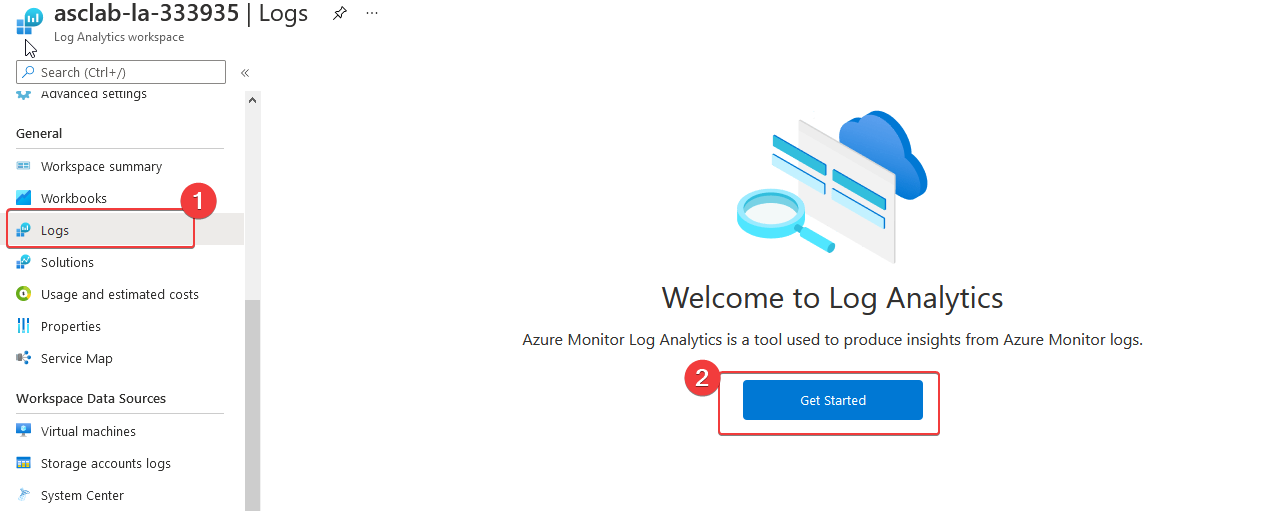 asclab-la-333935 | Logs
Log Analytics workspace
Search (Ctrl+/)
Advanced settings
General
Workspace summary
Workbooks
1
Logs
Solutions
Usage and estimated costs
Properties
Service Map
Workspace Data Sources
Virtual machines
Storage accounts logs
System Center
Welcome to Log Analytics
Azure Monitor Log Analytics is a tool used to produce insights from Azure Monitor logs.
2
Get Started